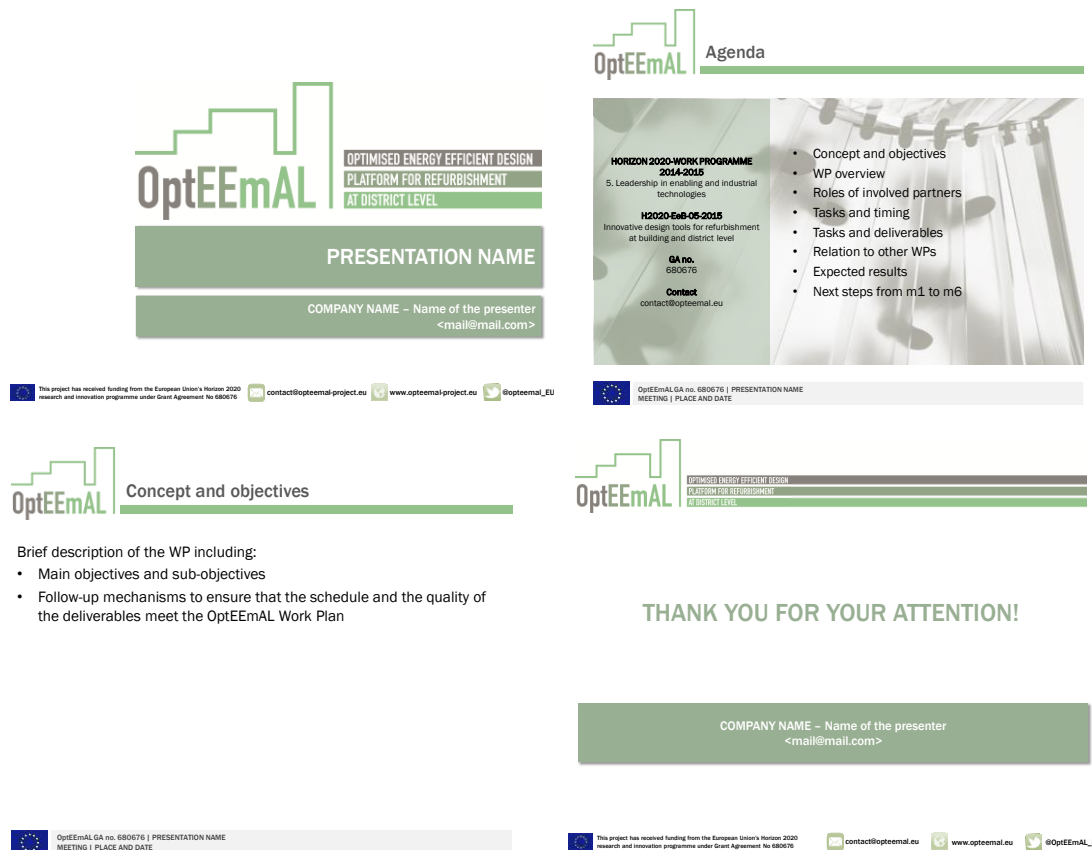 OptEEmAL
OPTIMISED ENERGY EFFICIENT DESIGN
PLATFORM FOR REFURBISHMENT
AT DISTRICT LEVEL
PRESENTATION NAME
COMPANY NAME – Name of the presenter
<mail@mail.com>
This project has received funding from the European Union's Horizon 2020
research and innovation programme under Grant Agreement No 680676
contact@opteemal-project.eu
www.opteemal-project.eu
@opteemal_EU
OptEEmAL
Agenda
HORIZON 2020-WORK PROGRAMME
2014-2015
5. Leadership in enabling and industrial
technologies
H2020-EeB-05-2015
Innovative design tools for refurbishment
at building and district level
GA no.
680676
Contact
contact@opteemal.eu
• Concept and objectives
• WP overview
• Roles of involved partners
• Tasks and timing
• Tasks and deliverables
• Relation to other WPs
• Expected results
• Next steps from m1 to m6
OptEEmAL GA no. 680676 | PRESENTATION NAME
MEETING | PLACE AND DATE
OptEEmAL
Concept and objectives
Brief description of the WP including:
• Main objectives and sub-objectives
• Follow-up mechanisms to ensure that the schedule and the quality of
the deliverables meet the OptEEmAL Work Plan
OptEEmAL GA no. 680676 | PRESENTATION NAME
MEETING | PLACE AND DATE
OptEEmAL
OPTIMISED ENERGY EFFICIENT DESIGN
PLATFORM FOR REFURBISHMENT
AT DISTRICT LEVEL
THANK YOU FOR YOUR ATTENTION!
COMPANY NAME – Name of the presenter
<mail@mail.com>
This project has received funding from the European Union's Horizon 2020
research and innovation programme under Grant Agreement No 680676
contact@opteemal.eu
www.opteemal.eu
@OptEEmAL_